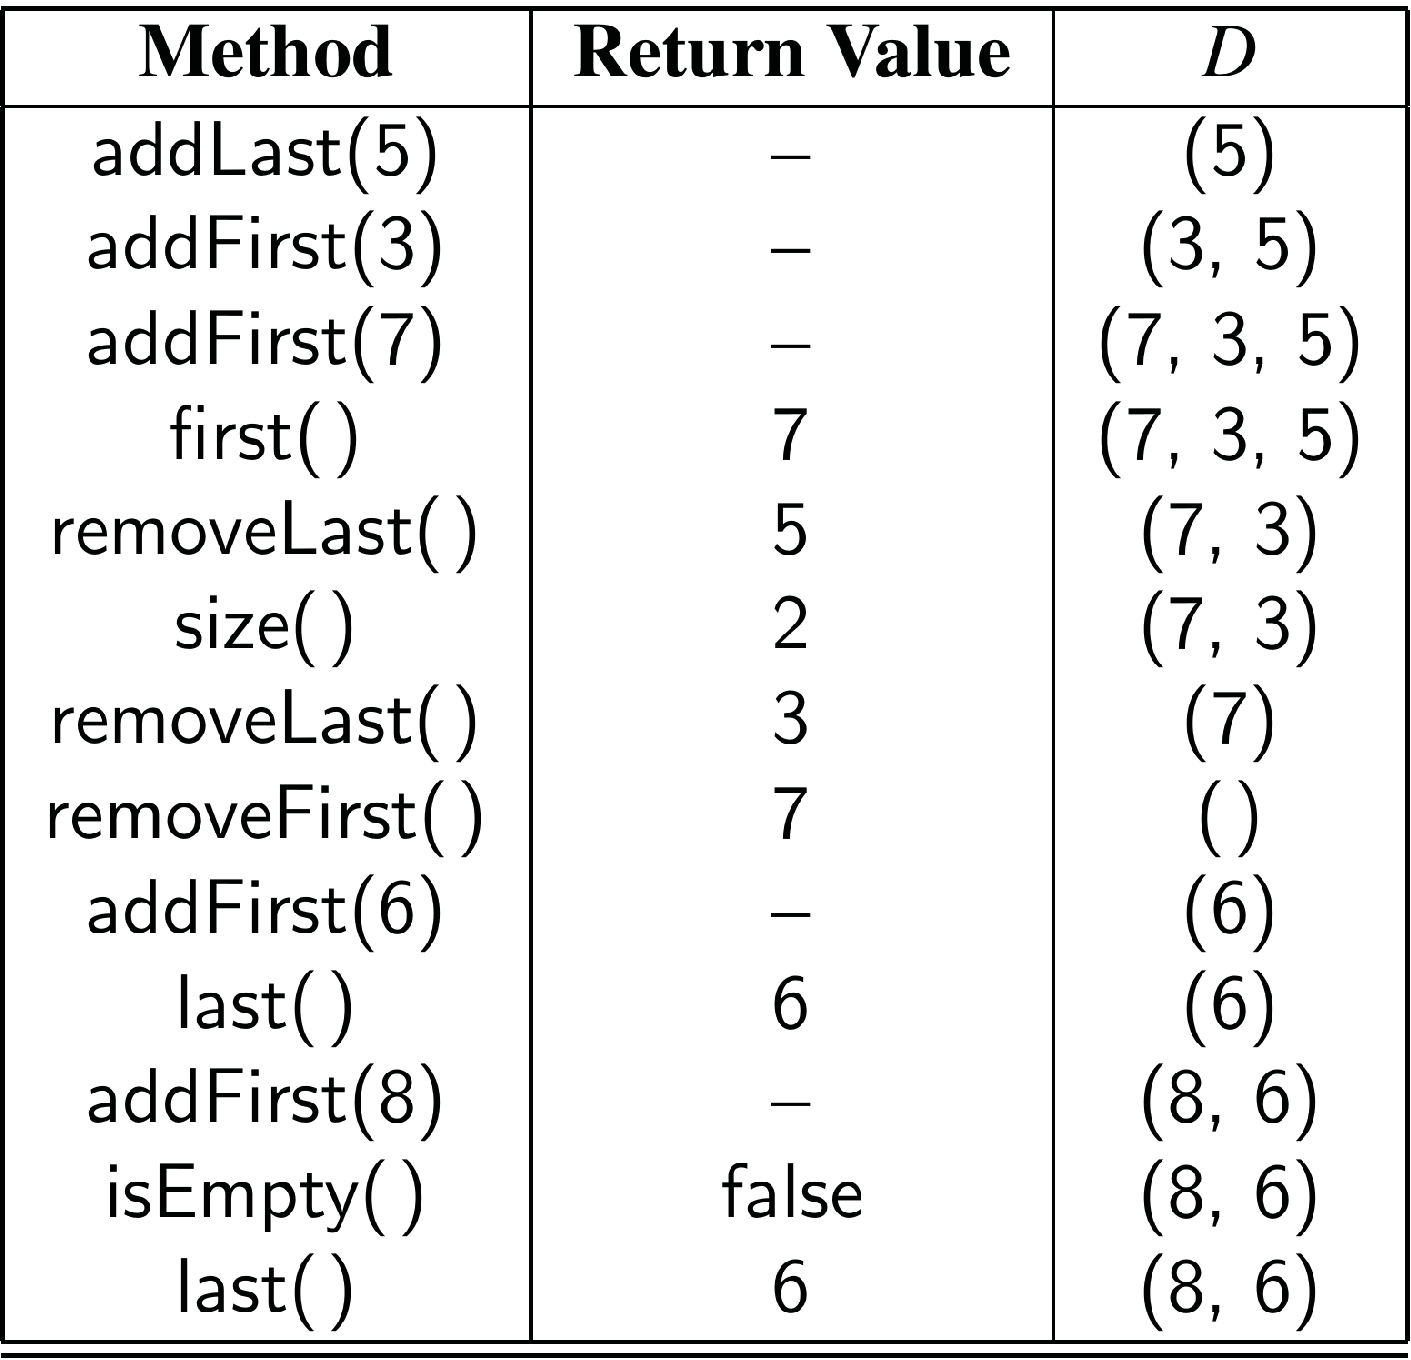 Method Return Value D
addLast(5) – (5)
addFirst(3) – (3, 5)
addFirst(7) – (7, 3, 5)
first( ) 7 (7, 3, 5)
removeLast( ) 5 (7, 3)
size( ) 2 (7, 3)
removeLast( ) 3 (7)
removeFirst( ) 7 ( )
addFirst(6) – (6)
last( ) 6 (6)
addFirst(8) – (8, 6)
isEmpty( ) false (8, 6)
last( ) 6 (8, 6)